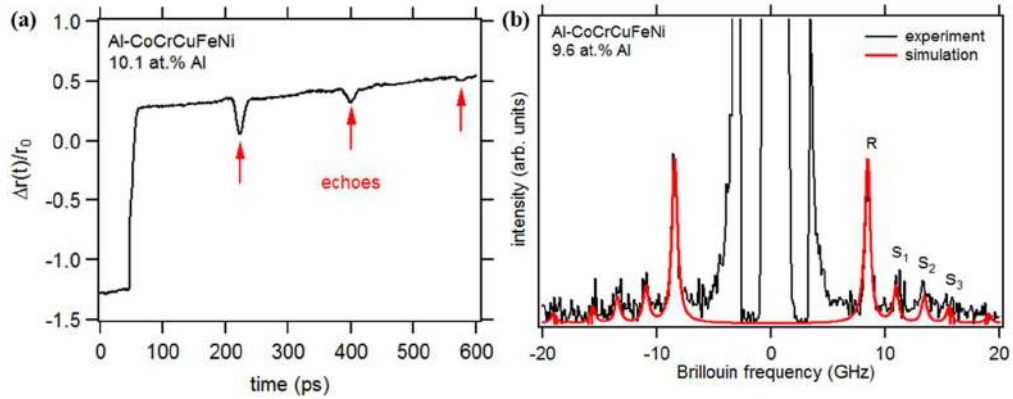 (a)
Al-CoCrCuFeNi
10.1 at.% Al
echoes
1.0
0.5
0.0
-0.5
-1.0
-1.5
Δr(t)/r₀
0 100 200 300 400 500 600
time (ps)
(b)
Al-CoCrCuFeNi
9.6 at.% Al
experiment
simulation
R
S₁
S₂
S₃
intensity (arb. units)
-20 -10 0 10 20
Brillouin frequency (GHz)